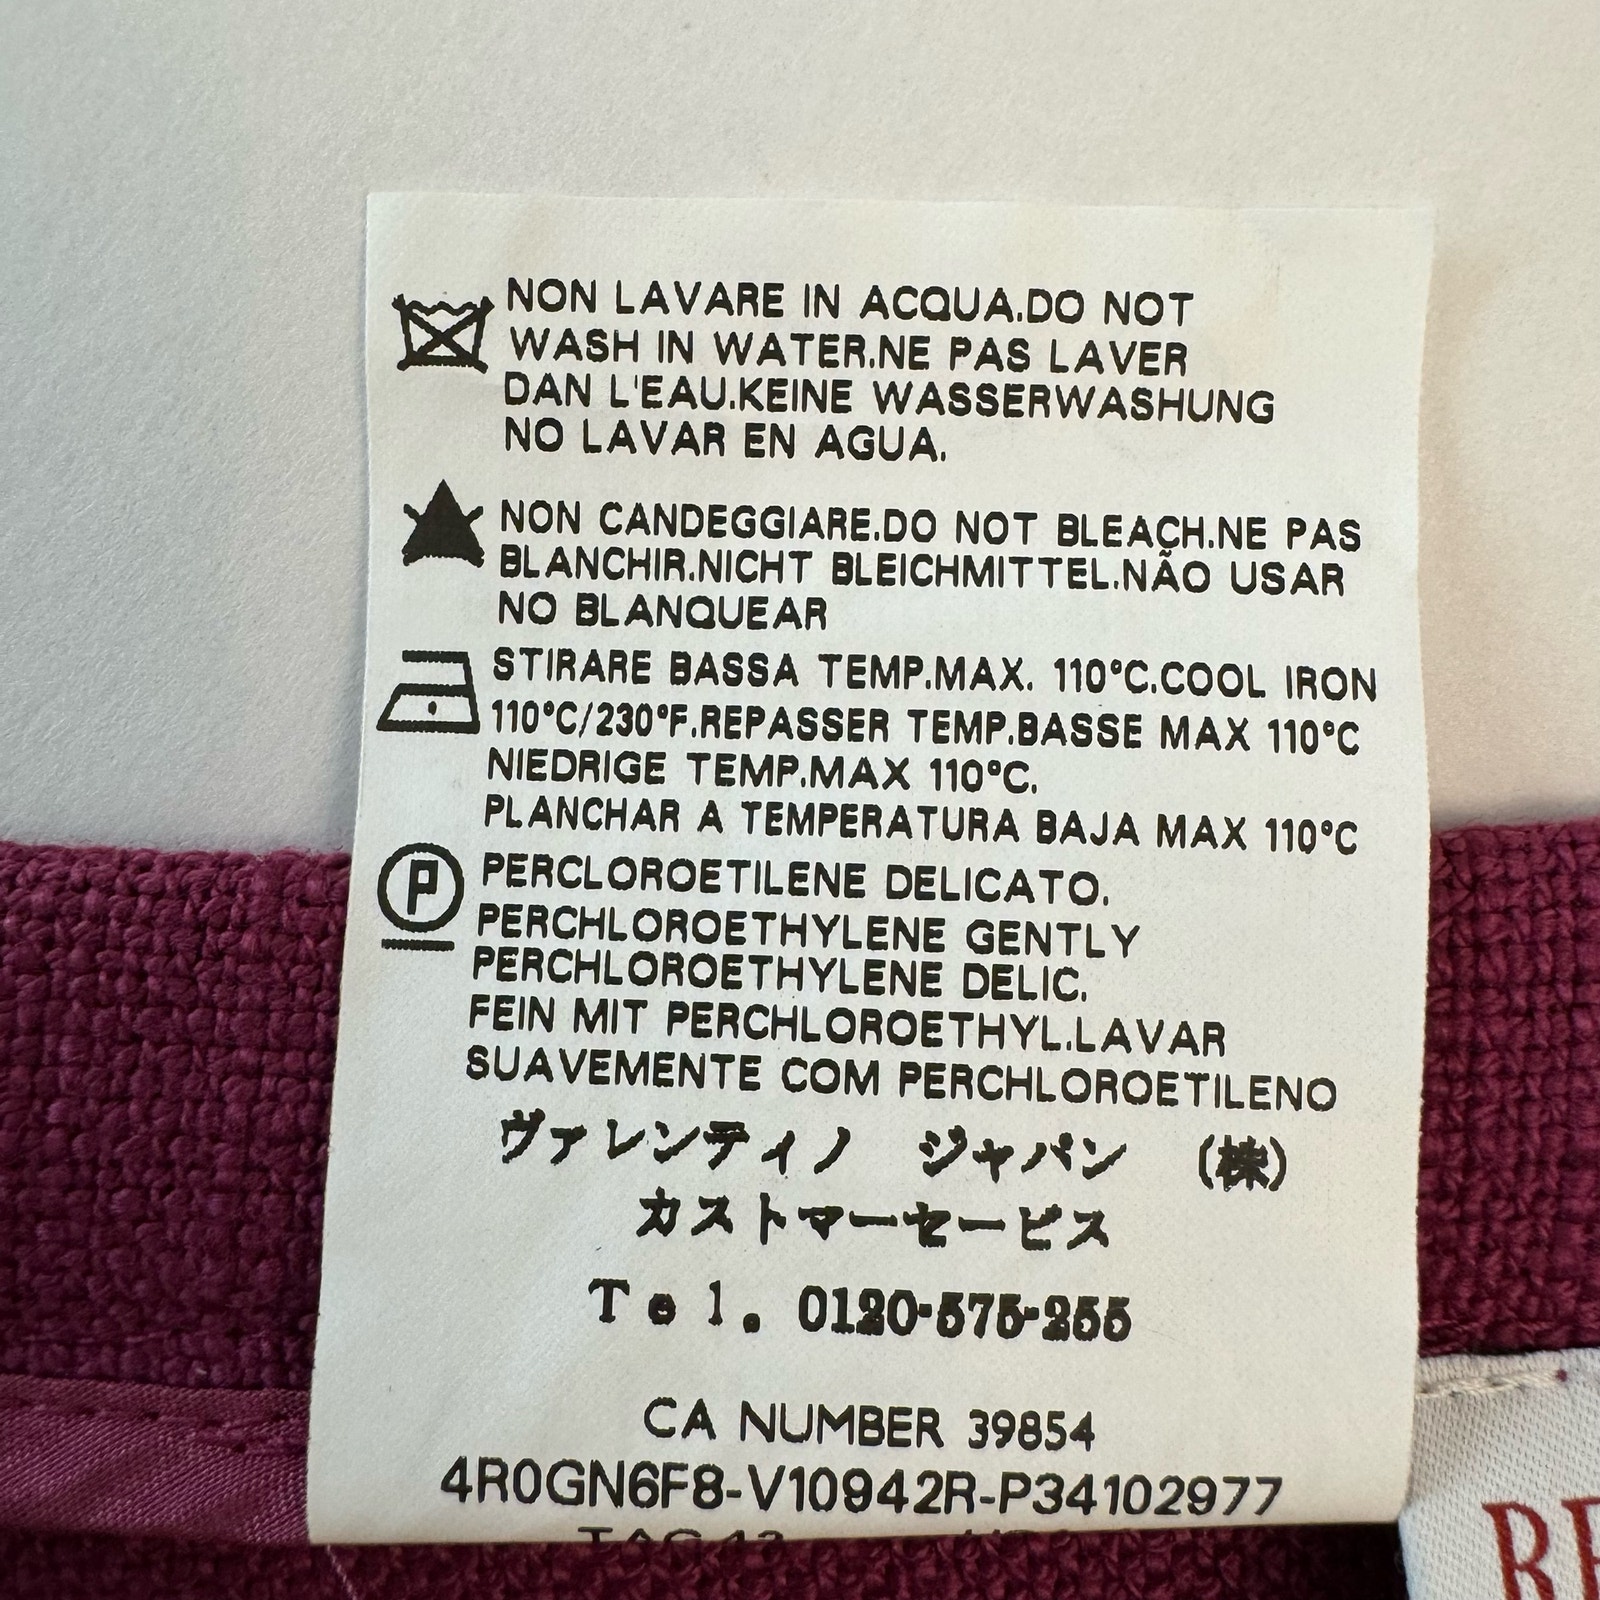 NON LAVARE IN ACQUA.DO NOT
WASH IN WATER.NE PAS LAVER
DAN L'EAU.KEINE WASSERWASHUNG
NO LAVAR EN AGUA.
NON CANDEGGIARE.DO NOT BLEACH.NE PAS
BLANCHIR.NICHT BLEICHMITTEL.NÃO USAR
NO BLANQUEAR
STIRARE BASSA TEMP.MAX. 110°C.COOL IRON
110°C/230°F.REPASSER TEMP.BASSE MAX 110°C
NIEDRIGE TEMP.MAX 110°C.
PLANCHAR A TEMPERATURA BAJA MAX 110°C
P
PERCLOROETILENE DELICATO.
PERCHLOROETHYLENE GENTLY
PERCHLOROETHYLENE DELIC.
FEIN MIT PERCHLOROETHYL.LAVAR
SUAVEMENTE COM PERCHLOROETILENO
ヴァレンティノ ジャパン (株)
カストマーセービス
Tel. 0120-575-255
CA NUMBER 39854
4R0GN6F8-V10942R-P34102977